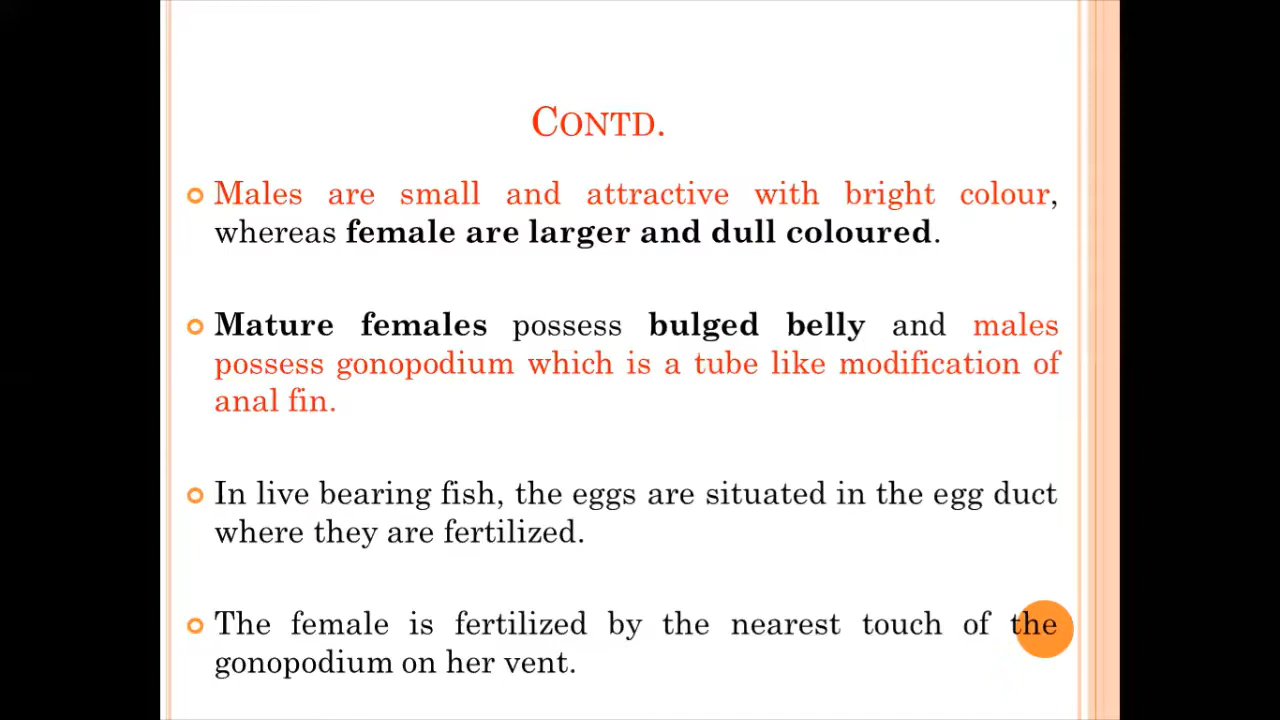 CONTD.
Males are small and attractive with bright colour,
whereas female are larger and dull coloured.
Mature females possess bulged belly and males
possess gonopodium which is a tube like modification of
anal fin.
In live bearing fish, the eggs are situated in the egg duct
where they are fertilized.
The female is fertilized by the nearest touch of the
gonopodium on her vent.